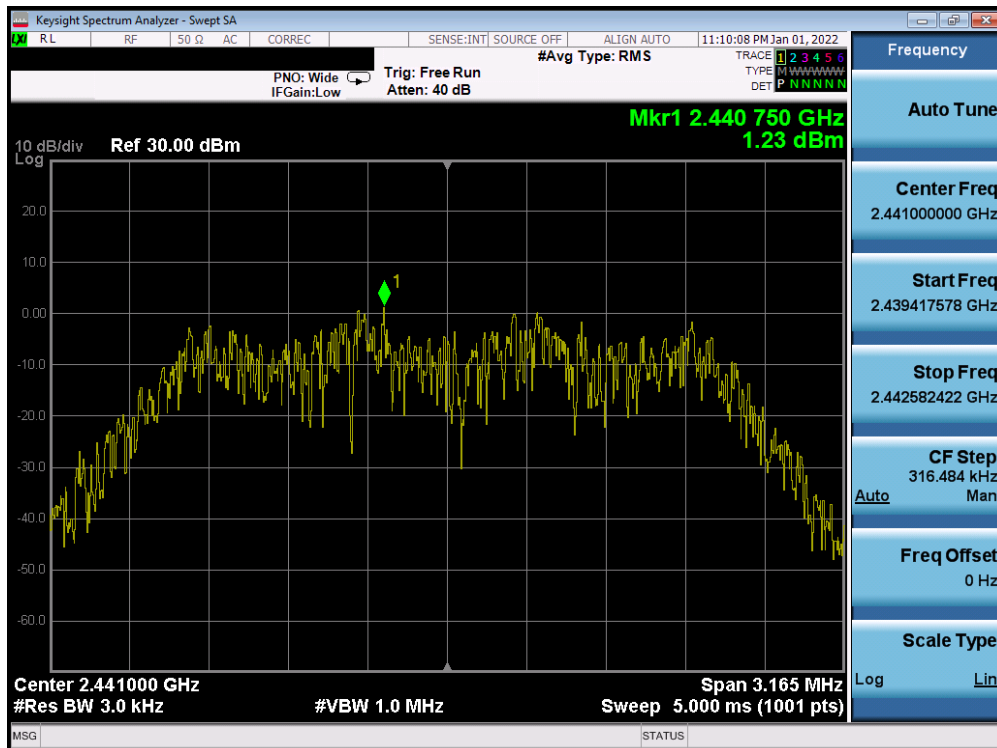 Keysight Spectrum Analyzer - Swept SA
LXI RL RF 50 Ω AC CORREC SENSE:INT SOURCE OFF ALIGN AUTO 11:10:08 PM Jan 01, 2022
#Avg Type: RMS
TRACE 1 2 3 4 5 6
PNO: Wide Trig: Free Run
TYPE M WWWWW
IFGain:Low Atten: 40 dB
DET P N N N N N
Mkr1 2.440 750 GHz
1.23 dBm
10 dB/div Ref 30.00 dBm
Log
20.0
10.0
0.00
-10.0
-20.0
-30.0
-40.0
-50.0
-60.0
1
Center 2.441000 GHz Span 3.165 MHz
#Res BW 3.0 kHz #VBW 1.0 MHz Sweep 5.000 ms (1001 pts)
MSG STATUS
Frequency
Auto Tune
Center Freq
2.441000000 GHz
Start Freq
2.439417578 GHz
Stop Freq
2.442582422 GHz
CF Step
316.484 kHz
Auto Man
Freq Offset
0 Hz
Scale Type
Log Lin